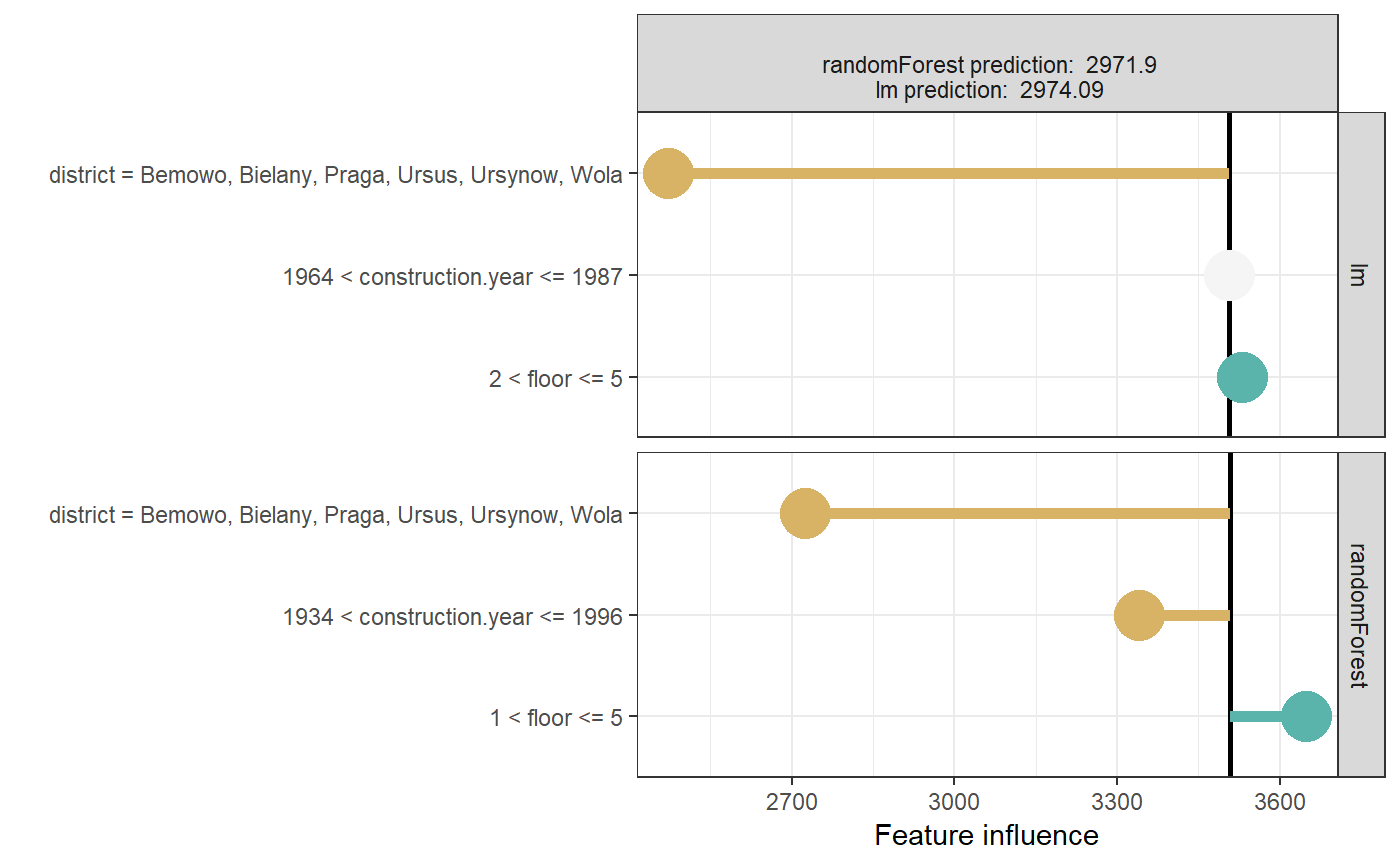 randomForest prediction:  2971.9
lm prediction:  2974.09
district = Bemowo, Bielany, Praga, Ursus, Ursynow, Wola
1964 < construction.year <= 1987
2 < floor <= 5
lm
district = Bemowo, Bielany, Praga, Ursus, Ursynow, Wola
1934 < construction.year <= 1996
1 < floor <= 5
randomForest
2700 3000 3300 3600
Feature influence